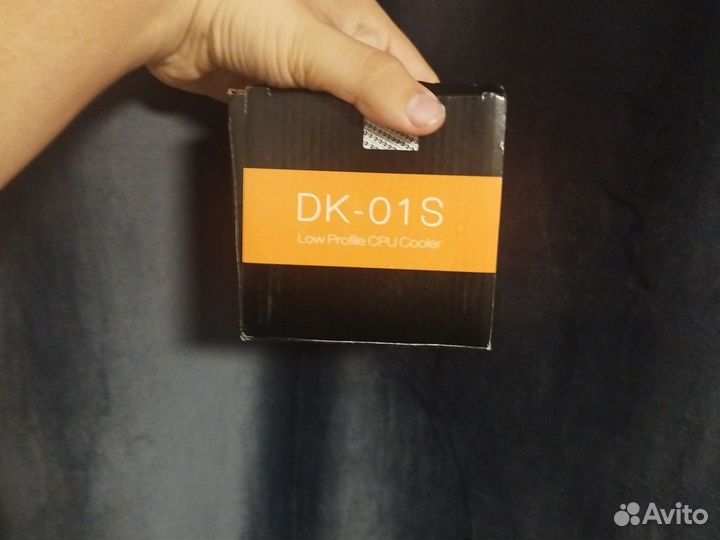 DK-01S
Low Profile CPU Cooler
Avito